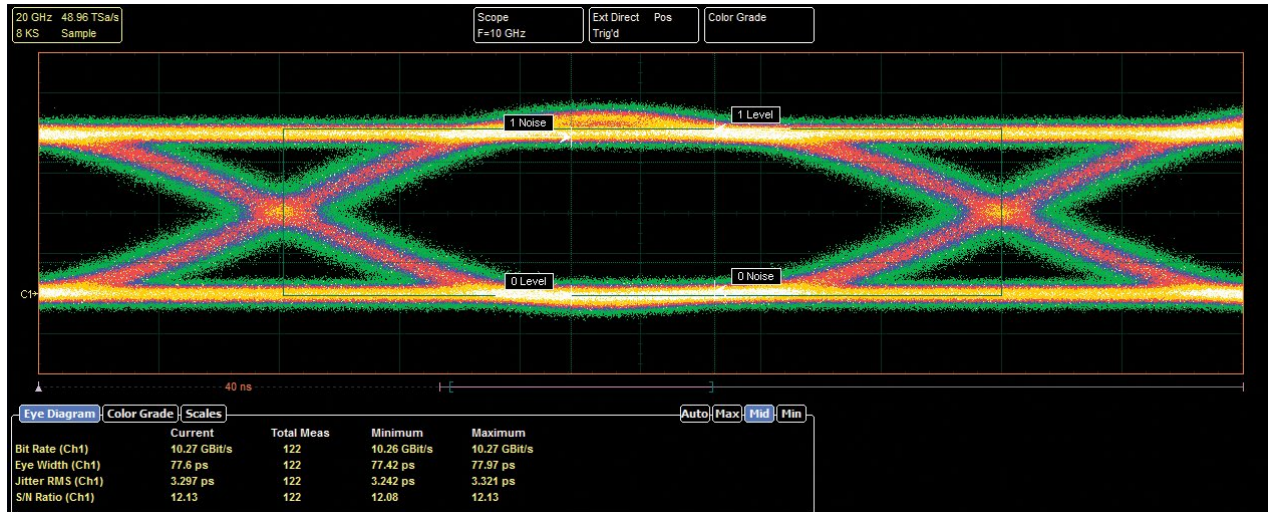 20 GHz 48.96 TSa/s
8 KS Sample
Scope
F=10 GHz
Ext Direct Pos
Trig'd
Color Grade
1 Noise
1 Level
0 Level
0 Noise
C1
40 ns
Eye Diagram Color Grade Scales
Auto Max Mid Min
Current Total Meas Minimum Maximum
Bit Rate (Ch1) 10.27 GBit/s 122 10.26 GBit/s 10.27 GBit/s
Eye Width (Ch1) 77.6 ps 122 77.42 ps 77.97 ps
Jitter RMS (Ch1) 3.297 ps 122 3.242 ps 3.321 ps
S/N Ratio (Ch1) 12.13 122 12.08 12.13